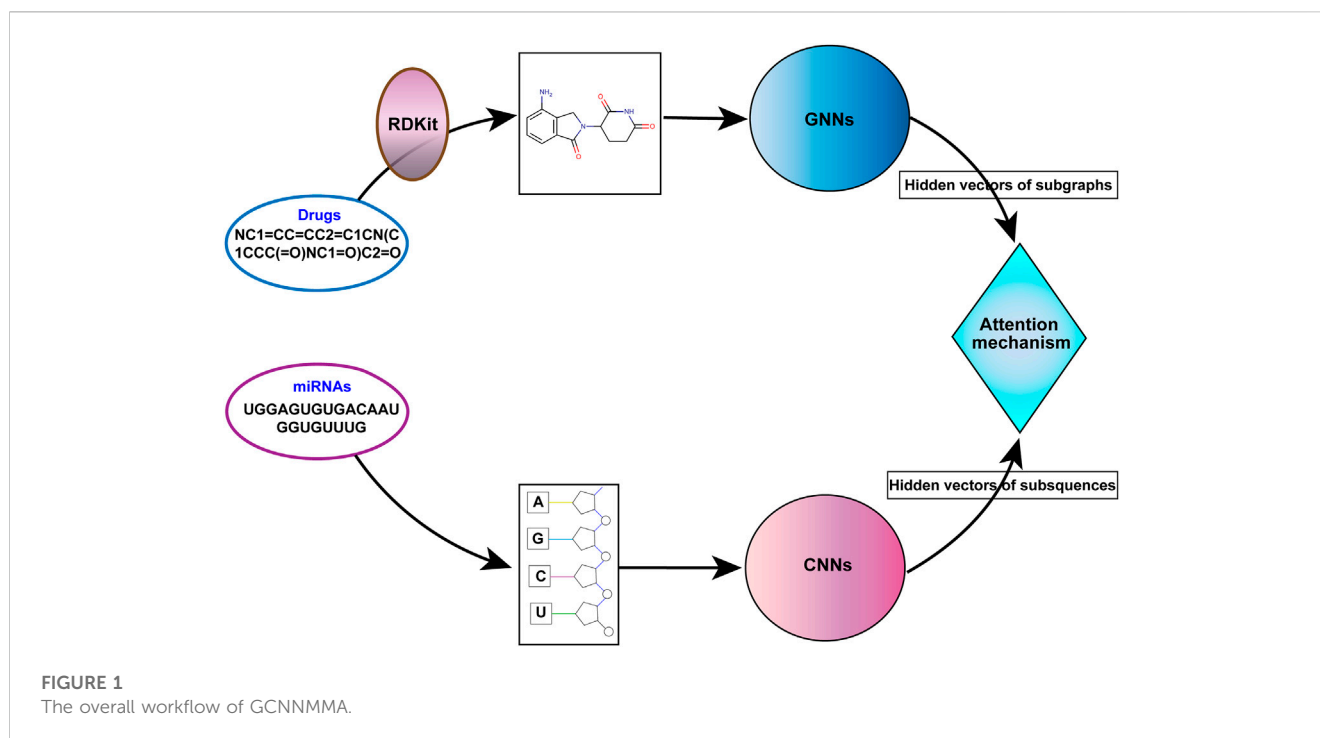 RDKit
Drugs
NC1=CC=CC2=C1CN(C
1CCC(=O)NC1=O)C2=O
NH₂
O
NH
N
O
O
GNNs
Hidden vectors of subgraphs
Attention
mechanism
miRNAs
UGGAGUGUGACAAU
GGUGUUUG
A
G
C
U
CNNs
Hidden vectors of subsquences
FIGURE 1
The overall workflow of GCNNMMA.